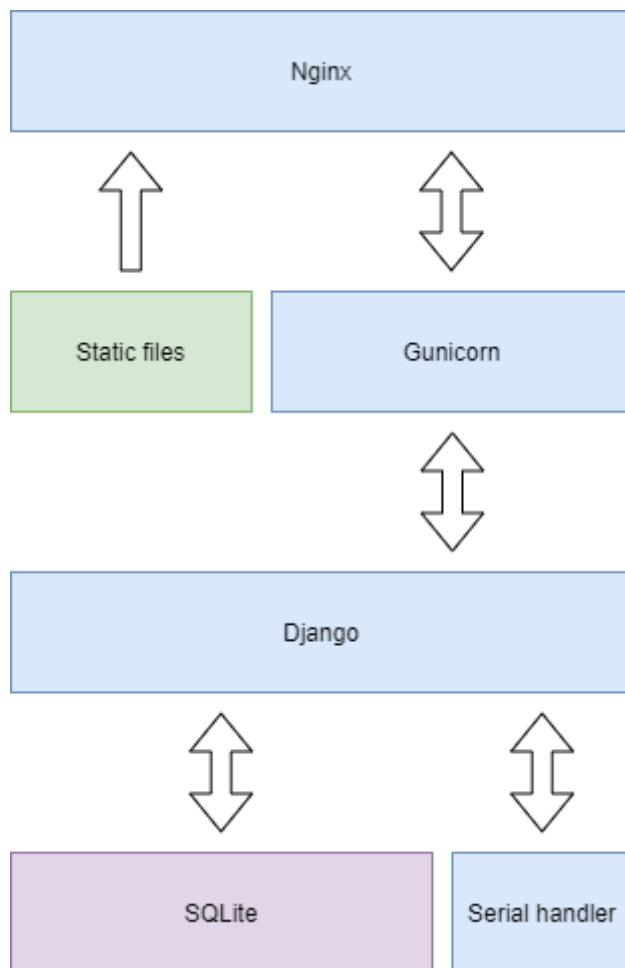 Nginx
Static files
Gunicorn
Django
SQLite
Serial handler